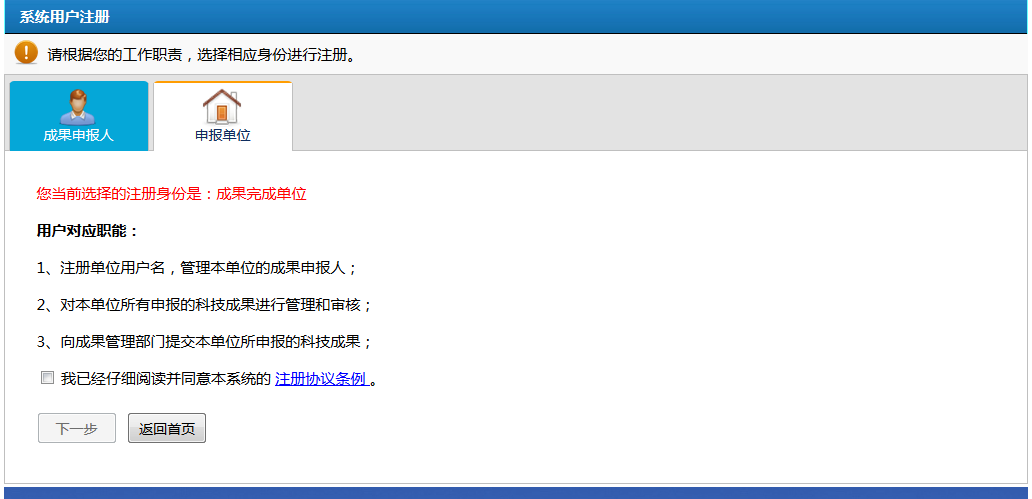 系统用户注册
请根据您的工作职责，选择相应身份进行注册。
成果申报人
申报单位
您当前选择的注册身份是：成果完成单位
用户对应职能：
1、注册单位用户名，管理本单位的成果申报人；
2、对本单位所有申报的科技成果进行管理和审核；
3、向成果管理部门提交本单位所申报的科技成果；
我已经仔细阅读并同意本系统的 注册协议条例 。
下一步
返回首页